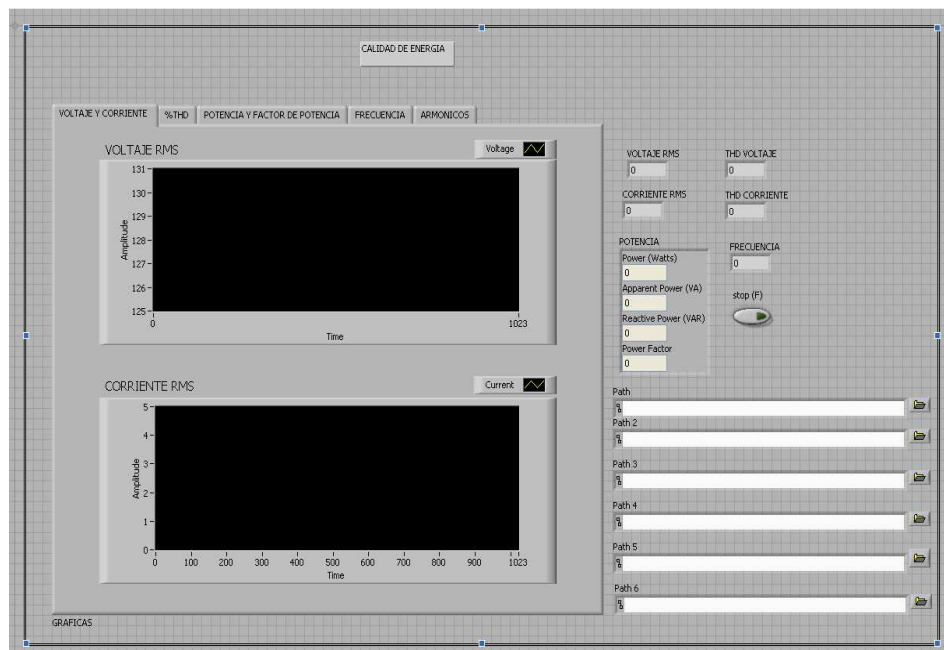 CALIDAD DE ENERGIA
VOLTAJE Y CORRIENTE
%THD
POTENCIA Y FACTOR DE POTENCIA
FRECUENCIA
ARMONICOS
VOLTAJE RMS
Voltage
131
130
129
128
127
126
125
Amplitude
0
1023
Time
CORRIENTE RMS
Current
5
4
3
2
1
0
Amplitude
0
100
200
300
400
500
600
700
800
900
1023
Time
GRAFICAS
VOLTAJE RMS
0
THD VOLTAJE
0
CORRIENTE RMS
0
THD CORRIENTE
0
POTENCIA
Power (Watts)
0
Apparent Power (VA)
0
Reactive Power (VAR)
0
Power Factor
0
FRECUENCIA
0
stop (F)
Path
Path 2
Path 3
Path 4
Path 5
Path 6